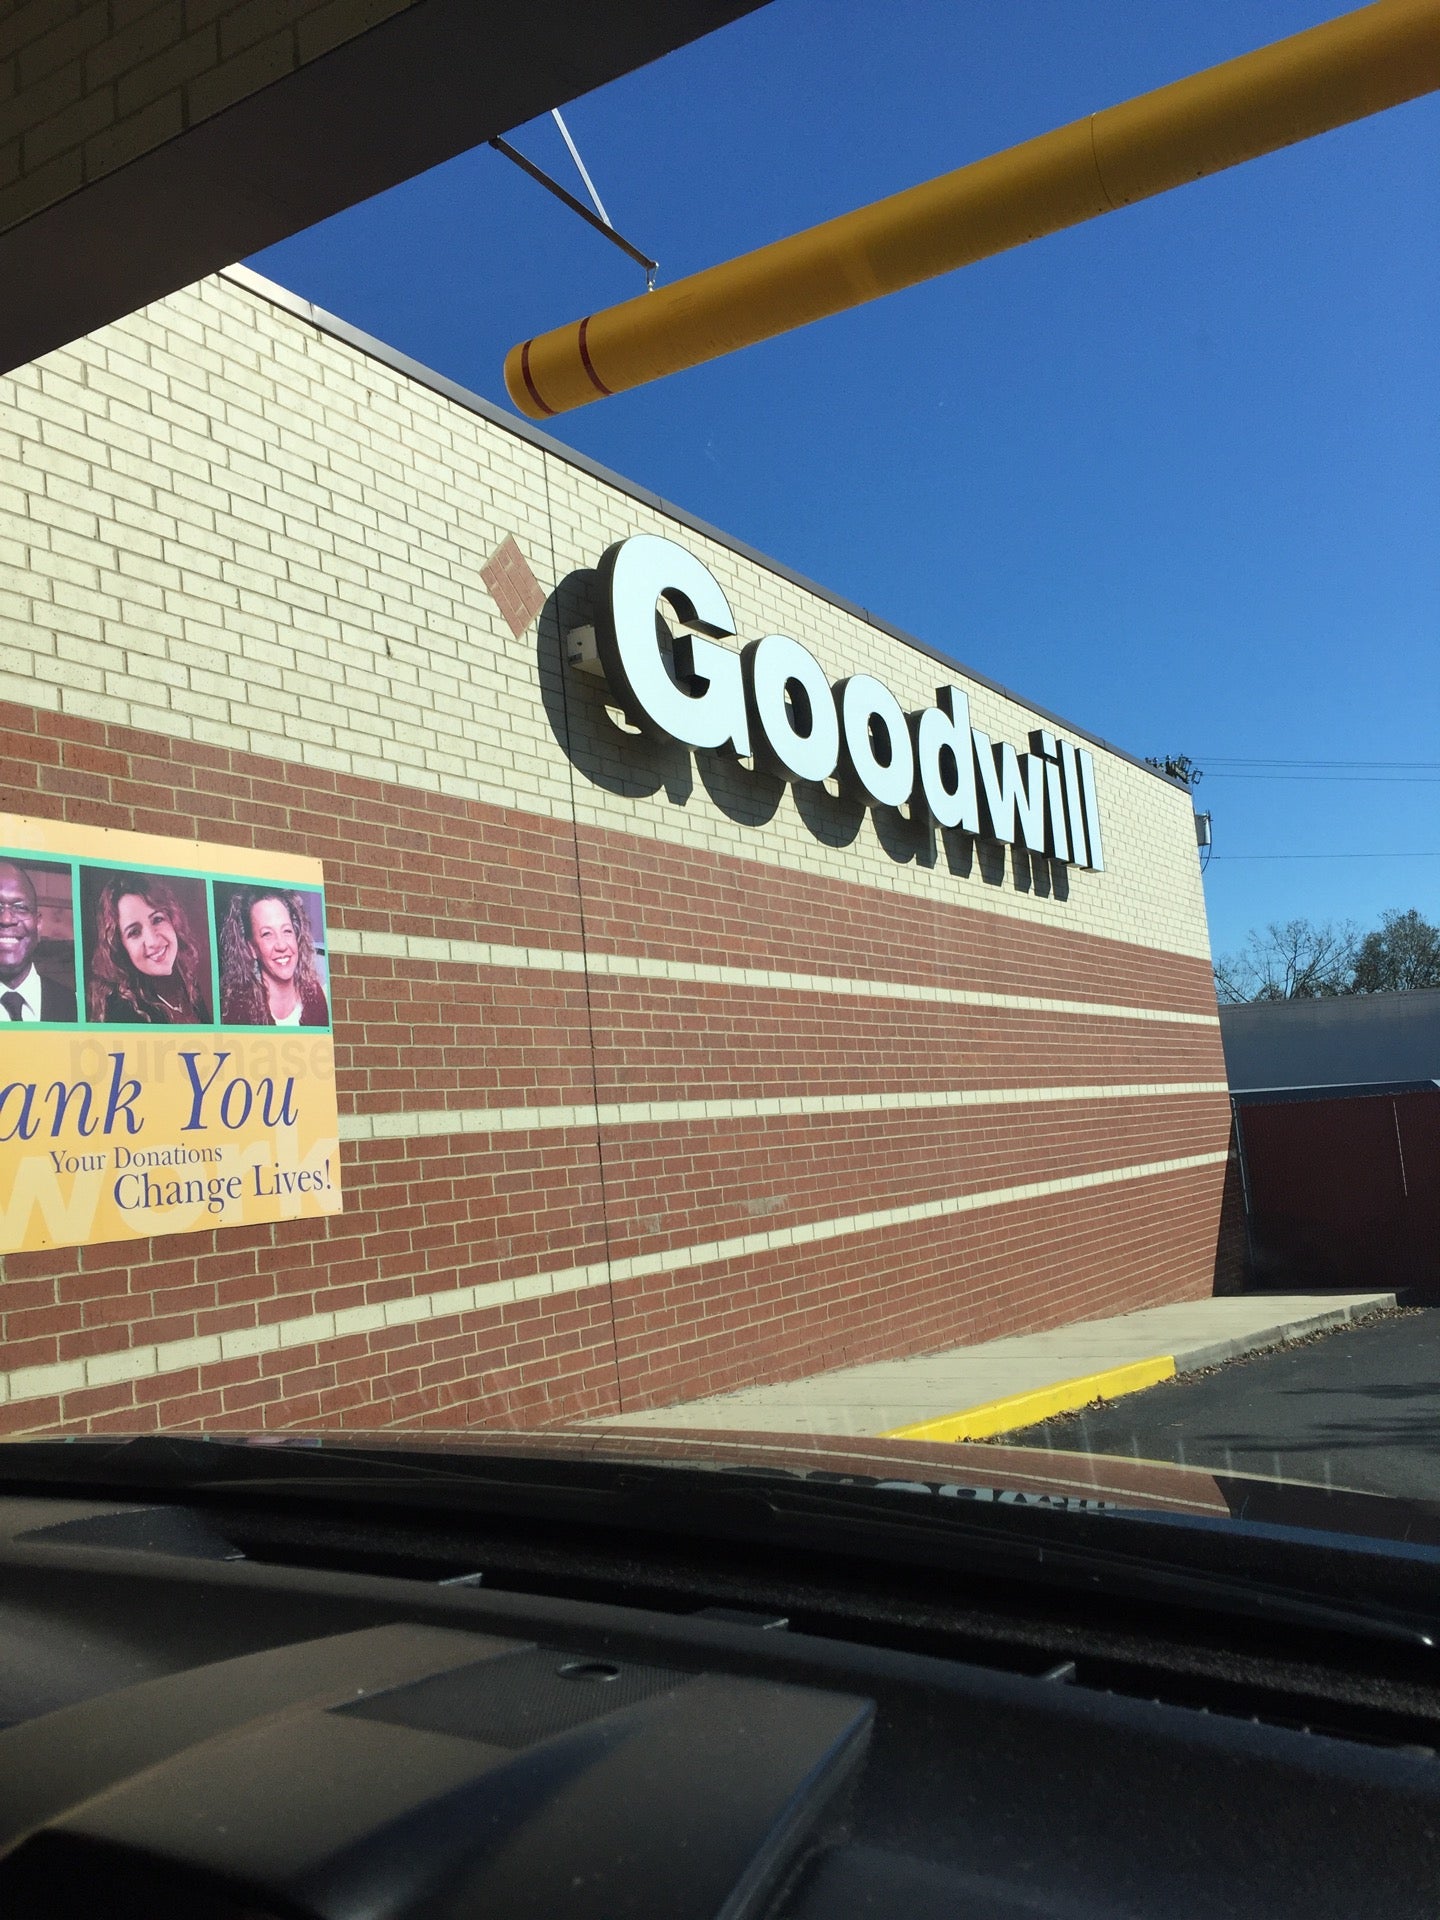 Goodwill
purchase
ank You
Your Donations
Change Lives!
work